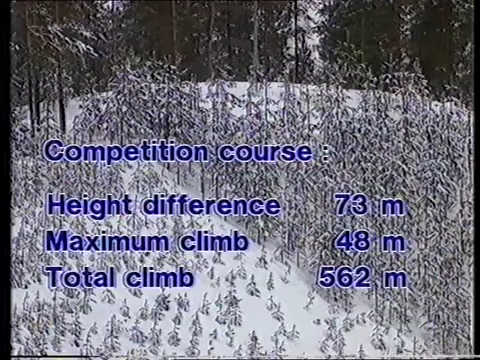 Competition course :
Height difference 73 m
Maximum climb 48 m
Total climb 562 m